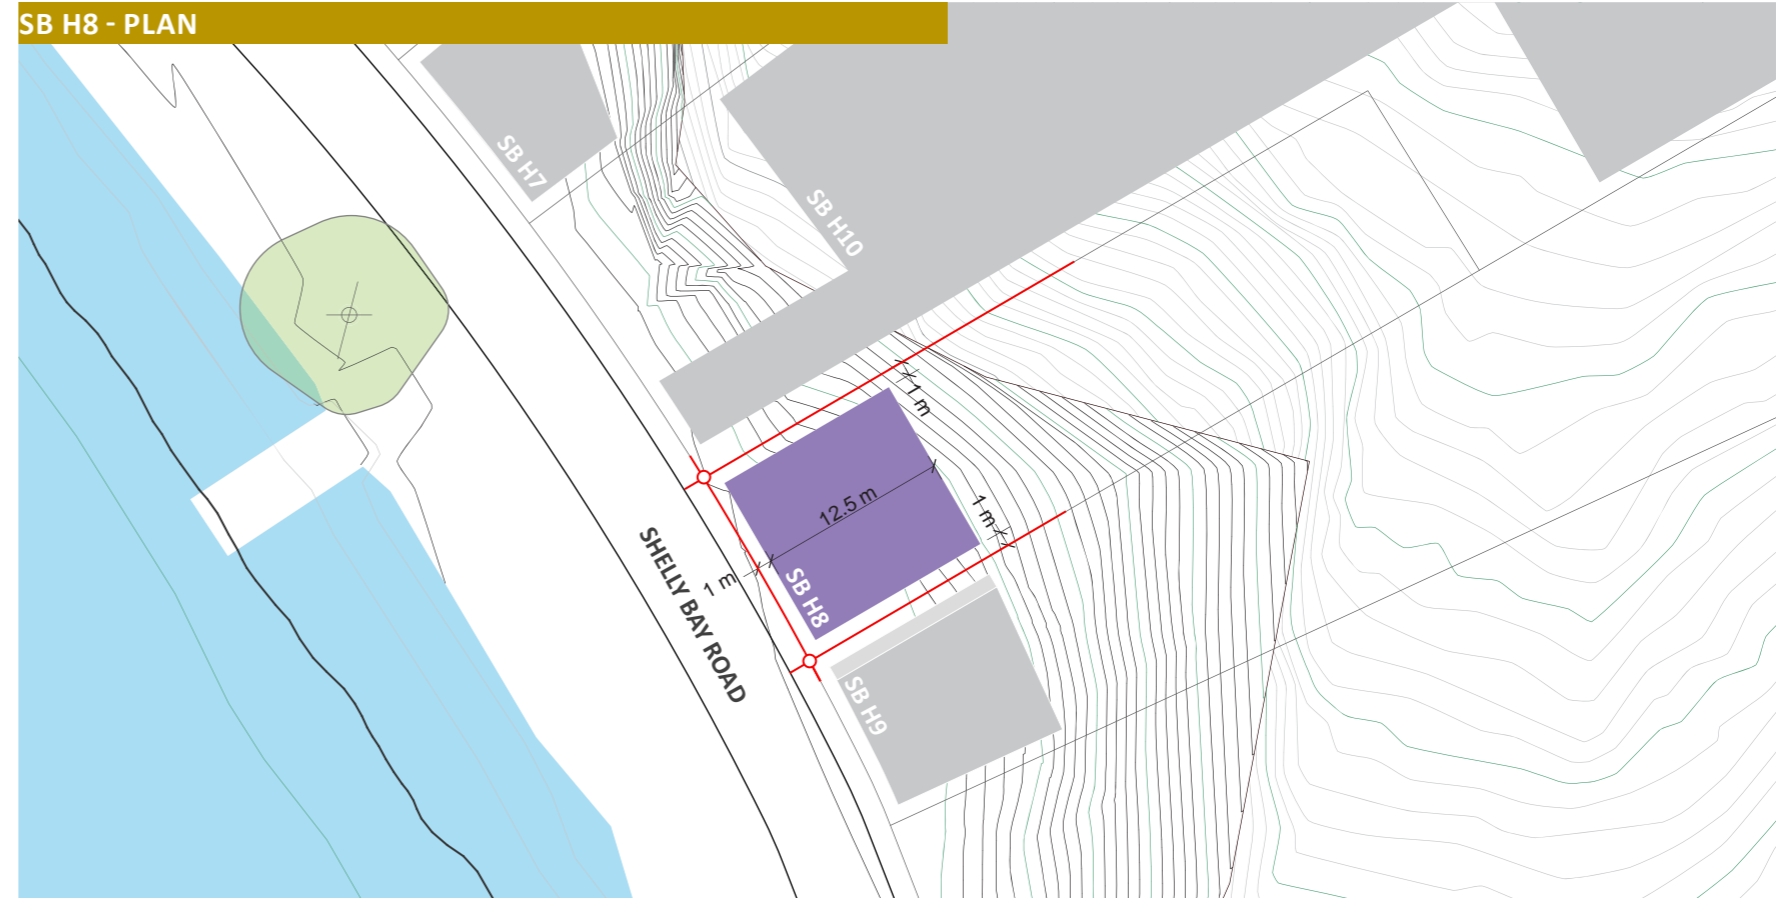 SB H8 - PLAN
SB H7
SB H10
1 m
12.5 m
1 m
1 m
SB H8
SHELLY BAY ROAD
SB H9